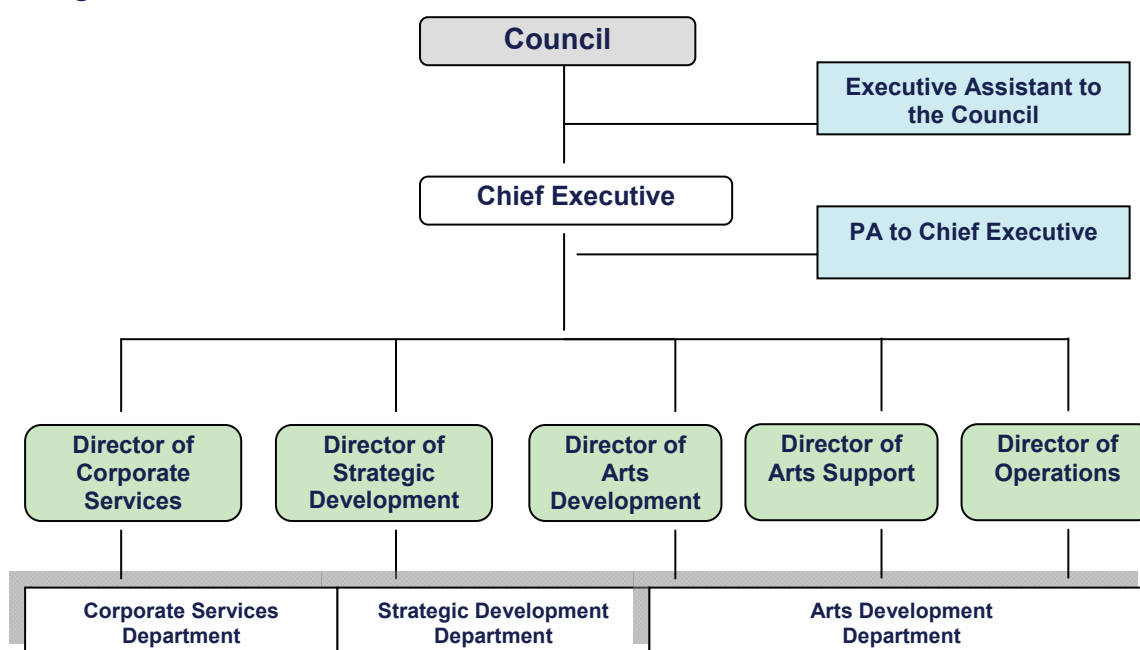 Council
Executive Assistant to
the Council
Chief Executive
PA to Chief Executive
Director of
Corporate
Services
Director of
Strategic
Development
Director of
Arts
Development
Director of
Arts Support
Director of
Operations
Corporate Services
Department
Strategic Development
Department
Arts Development
Department